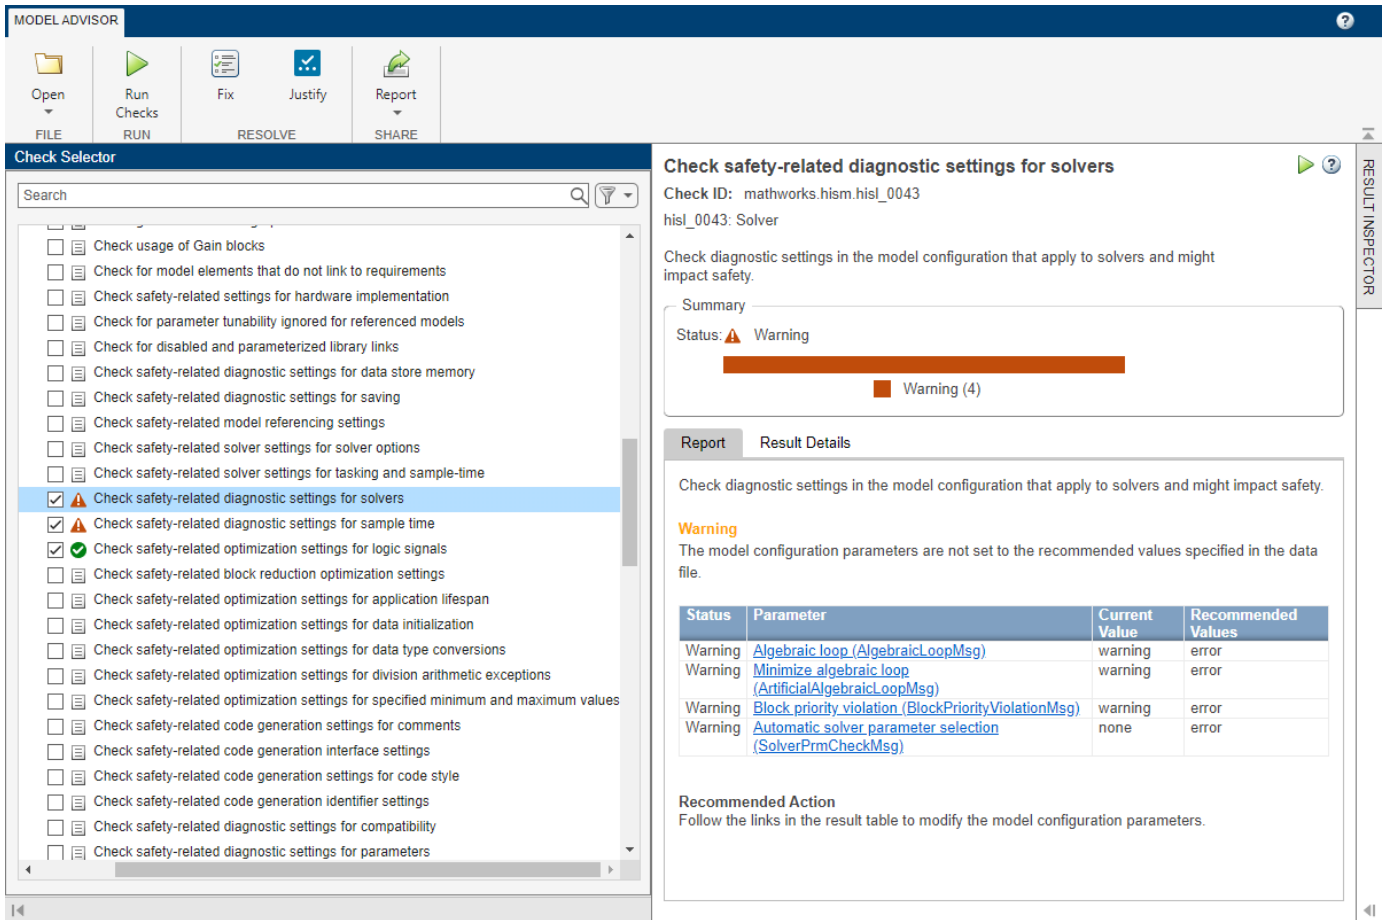 MODEL ADVISOR
Open
Run
Checks
Fix
Justify
Report
FILE
RUN
RESOLVE
SHARE
Check Selector
Search
Check usage of Gain blocks
Check for model elements that do not link to requirements
Check safety-related settings for hardware implementation
Check for parameter tunability ignored for referenced models
Check for disabled and parameterized library links
Check safety-related diagnostic settings for data store memory
Check safety-related diagnostic settings for saving
Check safety-related model referencing settings
Check safety-related solver settings for solver options
Check safety-related solver settings for tasking and sample-time
Check safety-related diagnostic settings for solvers
Check safety-related diagnostic settings for sample time
Check safety-related optimization settings for logic signals
Check safety-related block reduction optimization settings
Check safety-related optimization settings for application lifespan
Check safety-related optimization settings for data initialization
Check safety-related optimization settings for data type conversions
Check safety-related optimization settings for division arithmetic exceptions
Check safety-related optimization settings for specified minimum and maximum values
Check safety-related code generation settings for comments
Check safety-related code generation interface settings
Check safety-related code generation settings for code style
Check safety-related code generation identifier settings
Check safety-related diagnostic settings for compatibility
Check safety-related diagnostic settings for parameters
Check safety-related diagnostic settings for solvers
Check ID: mathworks.hism.hisl_0043
hisl_0043: Solver
Check diagnostic settings in the model configuration that apply to solvers and might
impact safety.
Summary
Status: Warning
Warning (4)
Report Result Details
Check diagnostic settings in the model configuration that apply to solvers and might impact safety.
Warning
The model configuration parameters are not set to the recommended values specified in the data
file.
Status Parameter Current Value Recommended Values
Warning Algebraic loop (AlgebraicLoopMsg) warning error
Warning Minimize algebraic loop warning error
(ArtificialAlgebraicLoopMsg)
Warning Block priority violation (BlockPriorityViolationMsg) warning error
Warning Automatic solver parameter selection none error
(SolverPrmCheckMsg)
Recommended Action
Follow the links in the result table to modify the model configuration parameters.
RESULT INSPECTOR